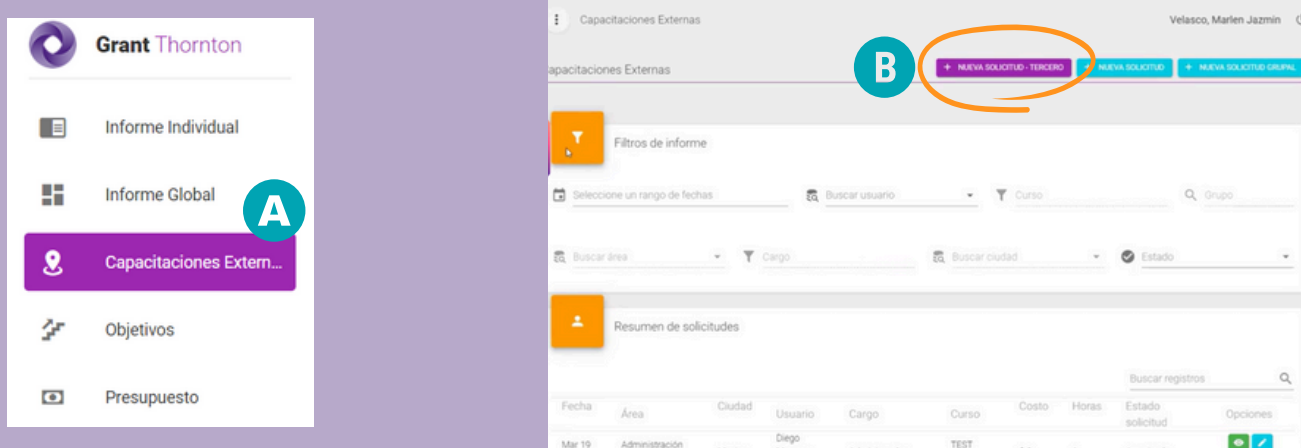 Grant Thornton
Informe Individual
Informe Global
A
Capacitaciones Extern...
Objetivos
Presupuesto
Capacitaciones Externas
Velasco, Marlen Jazmin
apacitaciones Externas
B
+ NUEVA SOLICITUD - TERCERO
+ NUEVA SOLICITUD
+ NUEVA SOLICITUD GRUPAL
Filtros de informe
Seleccione un rango de fechas
Buscar usuario
Curso
Grupo
Buscar área
Cargo
Buscar ciudad
Estado
Resumen de solicitudes
Buscar registros
Fecha
Área
Ciudad
Usuario
Cargo
Curso
Costo
Horas
Estado
solicitud
Opciones
Mar 19
Administración
Diego
TEST